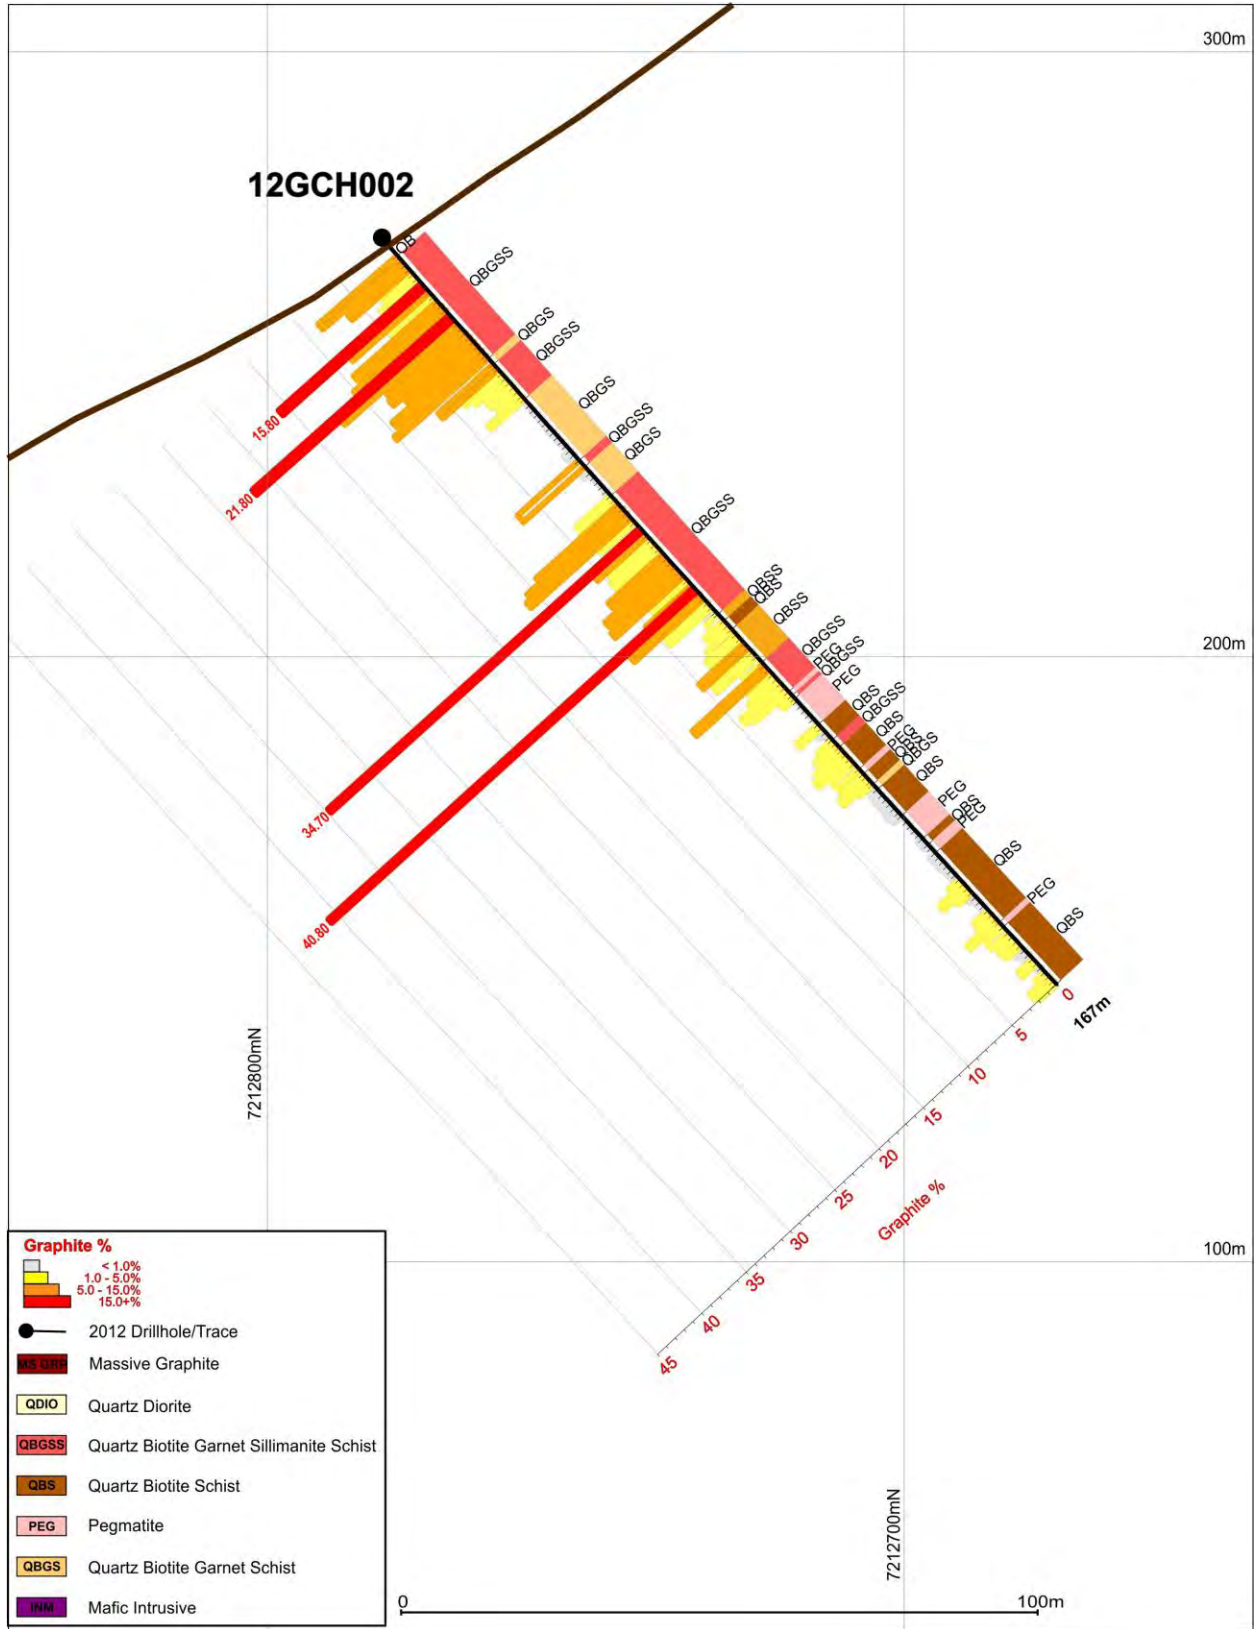 300m
12GCH002
QB
QBGSS
QBGS
QBGSS
QBGS
QBGSS
QBGS
15.80
21.80
QBGSS
QBSS
QBS
QBSS
QBGSS
200m
PEG
QBGSS
PEG
QBS
QBGSS
QBS
PEG
QBS
QBGS
QBS
34.70
PEG
QBS
PEG
QBS
40.80
PEG
QBS
0
167m
5
10
15
20
25
30
35
40
45
Graphite %
7212800mN
100m
7212700mN
Graphite %
< 1.0%
1.0 - 5.0%
5.0 - 15.0%
15.0+%
2012 Drillhole/Trace
MS GRP Massive Graphite
QDIO Quartz Diorite
QBGSS Quartz Biotite Garnet Sillimanite Schist
QBS Quartz Biotite Schist
PEG Pegmatite
QBGS Quartz Biotite Garnet Schist
INM Mafic Intrusive
0 100m